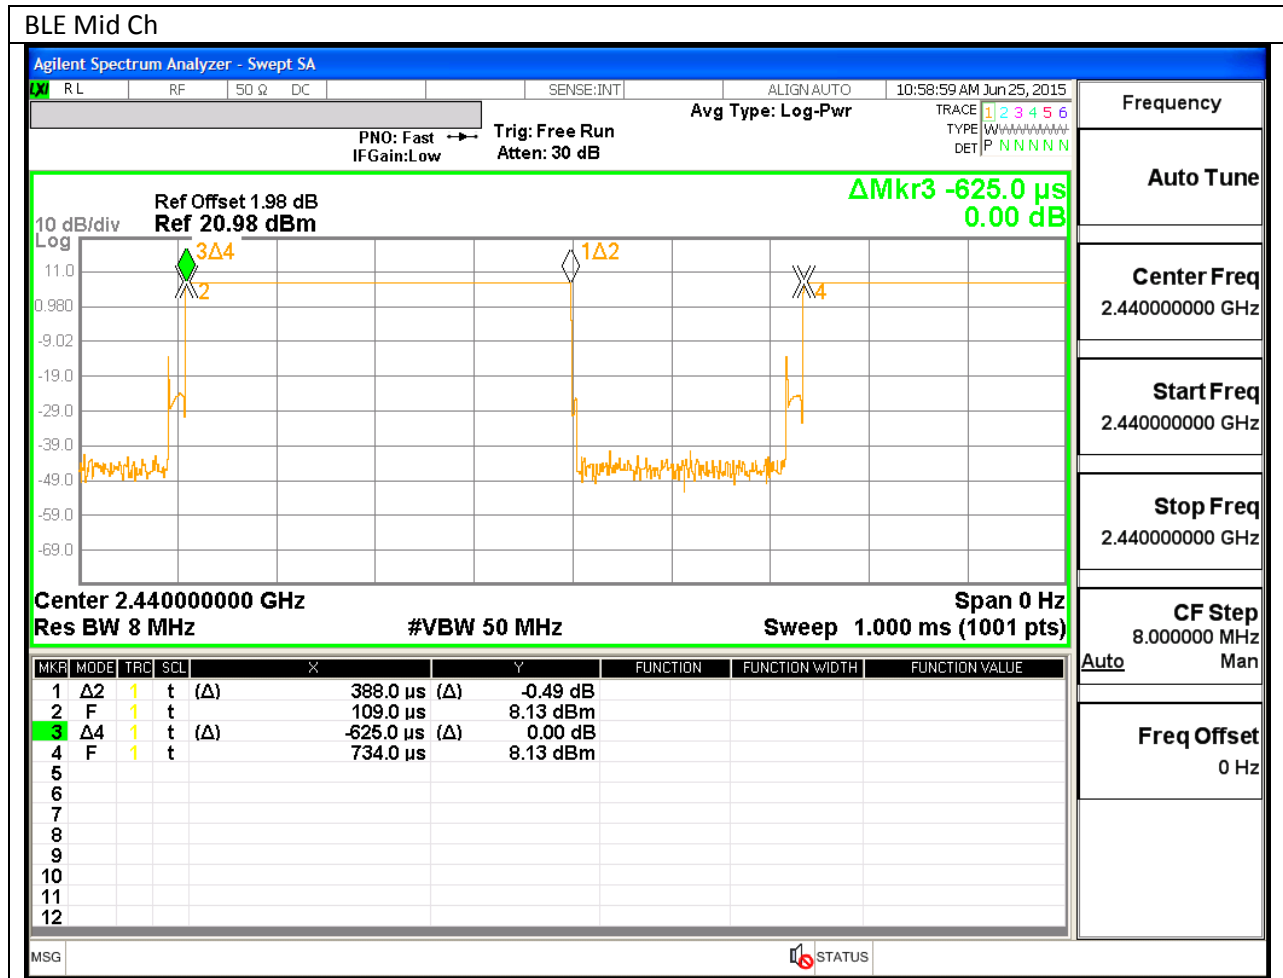 BLE Mid Ch
Agilent Spectrum Analyzer - Swept SA
LXI RL RF 50 Ω DC SENSE:INT ALIGN AUTO 10:58:59 AM Jun 25, 2015
PNO: Fast
IFGain:Low
Trig: Free Run
Atten: 30 dB
Avg Type: Log-Pwr
TRACE 1 2 3 4 5 6
TYPE W
DET P N N N N N
ΔMkr3 -625.0 µs
0.00 dB
Ref Offset 1.98 dB
10 dB/div Ref 20.98 dBm
Log
3Δ4
1Δ2
2
4
11.0
0.980
-9.02
-19.0
-29.0
-39.0
-49.0
-59.0
-69.0
Center 2.440000000 GHz Span 0 Hz
Res BW 8 MHz #VBW 50 MHz Sweep 1.000 ms (1001 pts)
MKR MODE TRC SCL X Y FUNCTION FUNCTION WIDTH FUNCTION VALUE
1 Δ2 1 t (Δ) 388.0 µs (Δ) -0.49 dB
2 F 1 t 109.0 µs 8.13 dBm
3 Δ4 1 t (Δ) -625.0 µs (Δ) 0.00 dB
4 F 1 t 734.0 µs 8.13 dBm
5
6
7
8
9
10
11
12
MSG STATUS
Frequency
Auto Tune
Center Freq
2.440000000 GHz
Start Freq
2.440000000 GHz
Stop Freq
2.440000000 GHz
CF Step
8.000000 MHz
Auto Man
Freq Offset
0 Hz